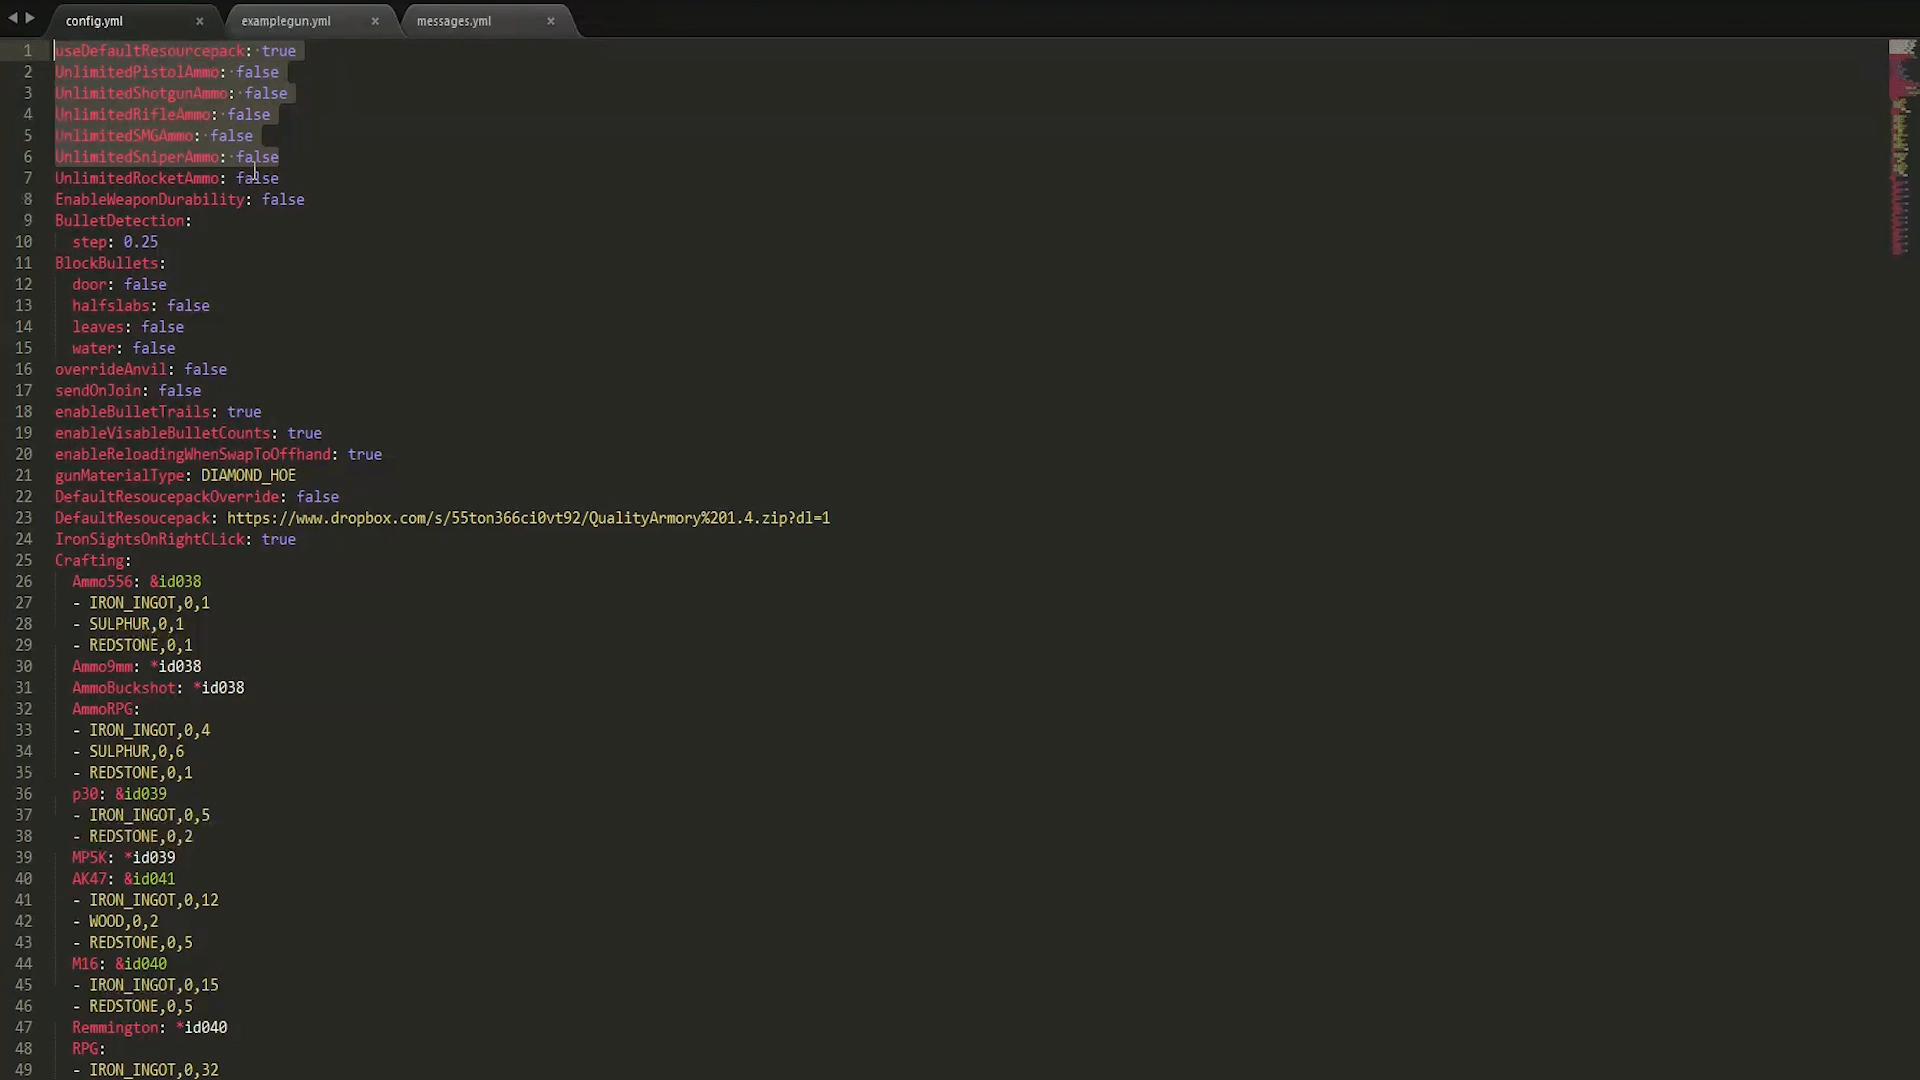 config.yml × examplegun.yml × messages.yml ×
1 useDefaultResourcepack: true
2 UnlimitedPistolAmmo: false
3 UnlimitedShotgunAmmo: false
4 UnlimitedRifleAmmo: false
5 UnlimitedSMGAmmo: false
6 UnlimitedSniperAmmo: false
7 UnlimitedRocketAmmo: false
8 EnableWeaponDurability: false
9 BulletDetection:
10 step: 0.25
11 BlockBullets:
12 door: false
13 halfslabs: false
14 leaves: false
15 water: false
16 overrideAnvil: false
17 sendOnJoin: false
18 enableBulletTrails: true
19 enableVisableBulletCounts: true
20 enableReloadingWhenSwapToOffhand: true
21 gunMaterialType: DIAMOND_HOE
22 DefaultResoucepackOverride: false
23 DefaultResoucepack: https://www.dropbox.com/s/55ton366ci0vt92/QualityArmory%201.4.zip?dl=1
24 IronSightsOnRightCLick: true
25 Crafting:
26 Ammo556: &id038
27 - IRON_INGOT,0,1
28 - SULPHUR,0,1
29 - REDSTONE,0,1
30 Ammo9mm: *id038
31 AmmoBuckshot: *id038
32 AmmoRPG:
33 - IRON_INGOT,0,4
34 - SULPHUR,0,6
35 - REDSTONE,0,1
36 p30: &id039
37 - IRON_INGOT,0,5
38 - REDSTONE,0,2
39 MP5K: *id039
40 AK47: &id041
41 - IRON_INGOT,0,12
42 - WOOD,0,2
43 - REDSTONE,0,5
44 M16: &id040
45 - IRON_INGOT,0,15
46 - REDSTONE,0,5
47 Remmington: *id040
48 RPG:
49 - IRON_INGOT,0,32